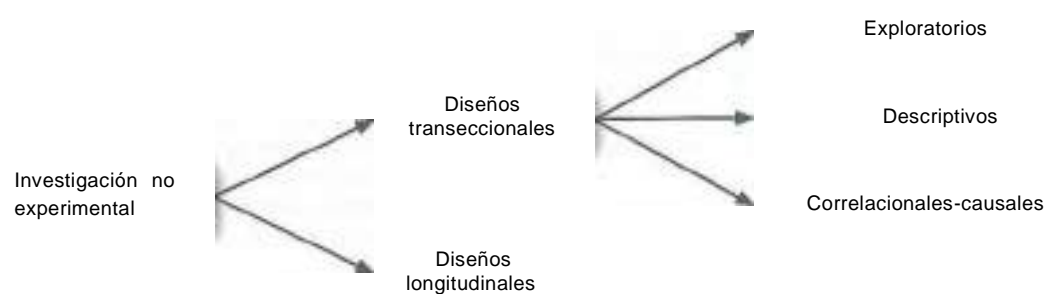 Investigación no
experimental
Diseños
transeccionales
Diseños
longitudinales
Exploratorios
Descriptivos
Correlacionales-causales